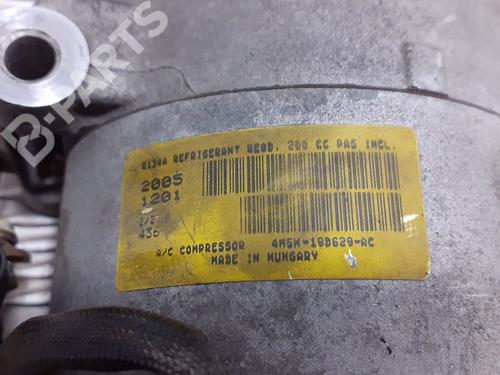 B-PARTS
R134A REFRIGERANT REQD. 200 CC PAG INCL.
2005
1201
436
A/C COMPRESSOR 4M5H-19D629-AC
MADE IN HUNGARY